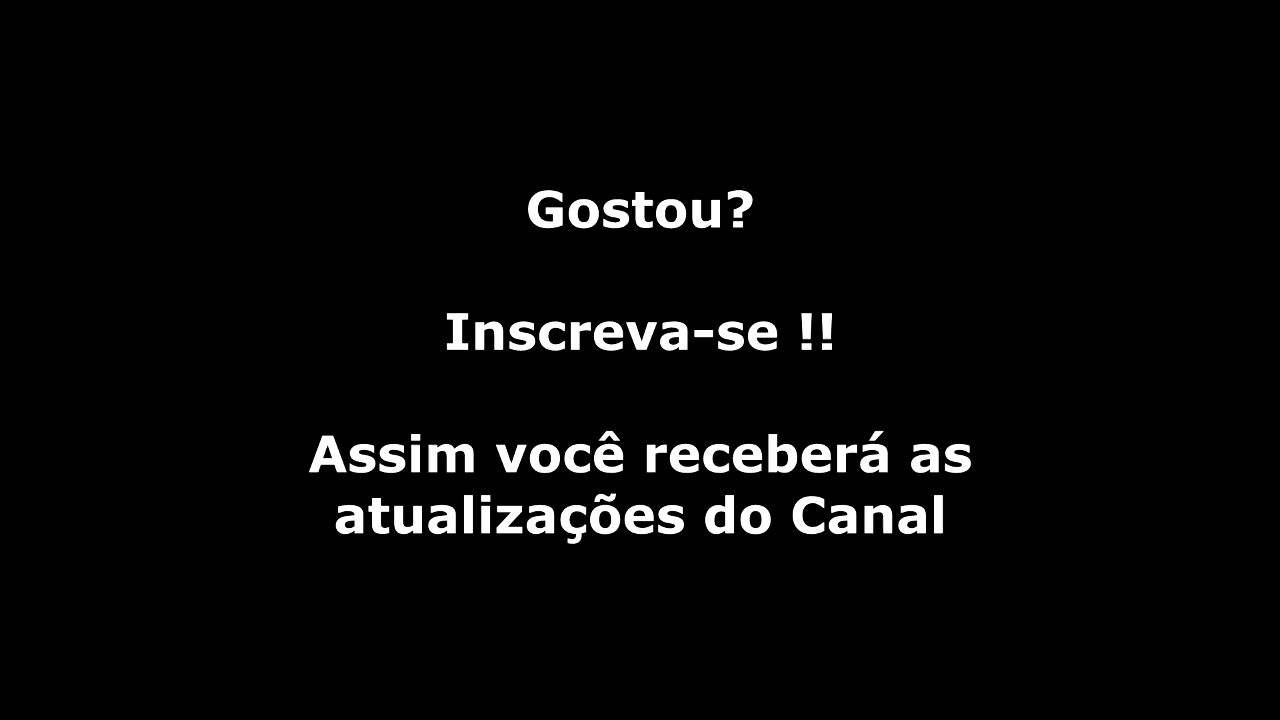 Gostou?
Inscreva-se !!
Assim você receberá as
atualizações do Canal